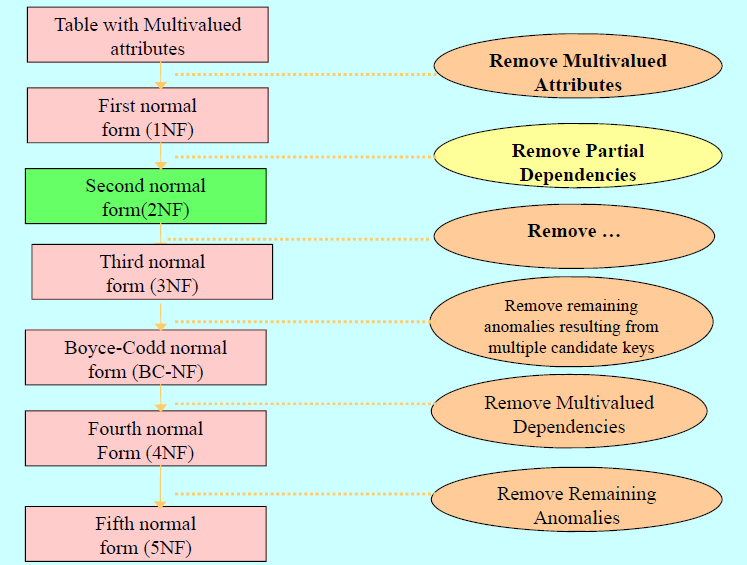 Table with Multivalued
attributes
Remove Multivalued
Attributes
First normal
form (1NF)
Remove Partial
Dependencies
Second normal
form(2NF)
Remove …
Third normal
form (3NF)
Remove remaining
anomalies resulting from
multiple candidate keys
Boyce-Codd normal
form (BC-NF)
Remove Multivalued
Dependencies
Fourth normal
Form (4NF)
Remove Remaining
Anomalies
Fifth normal
form (5NF)